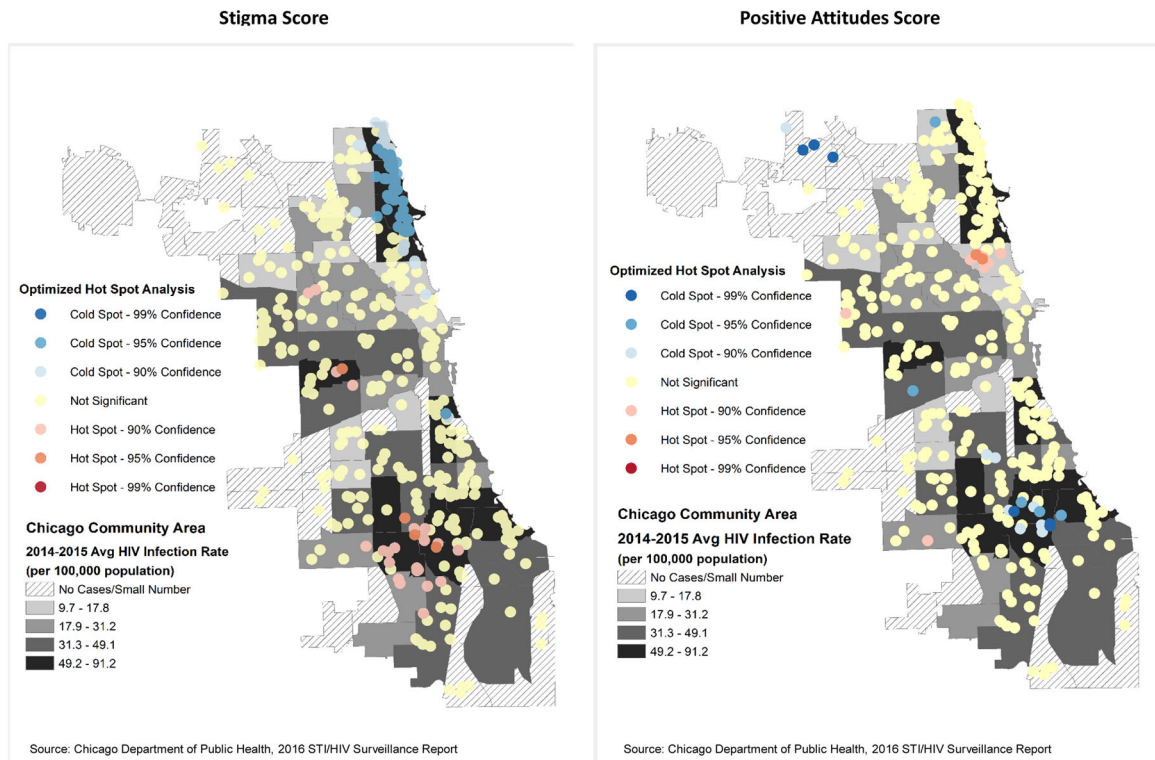 Stigma Score
Positive Attitudes Score
Optimized Hot Spot Analysis
Cold Spot - 99% Confidence
Cold Spot - 95% Confidence
Cold Spot - 90% Confidence
Not Significant
Hot Spot - 90% Confidence
Hot Spot - 95% Confidence
Hot Spot - 99% Confidence
Chicago Community Area
2014-2015 Avg HIV Infection Rate
(per 100,000 population)
No Cases/Small Number
9.7 - 17.8
17.9 - 31.2
31.3 - 49.1
49.2 - 91.2
Source: Chicago Department of Public Health, 2016 STI/HIV Surveillance Report
Optimized Hot Spot Analysis
Cold Spot - 99% Confidence
Cold Spot - 95% Confidence
Cold Spot - 90% Confidence
Not Significant
Hot Spot - 90% Confidence
Hot Spot - 95% Confidence
Hot Spot - 99% Confidence
Chicago Community Area
2014-2015 Avg HIV Infection Rate
(per 100,000 population)
No Cases/Small Number
9.7 - 17.8
17.9 - 31.2
31.3 - 49.1
49.2 - 91.2
Source: Chicago Department of Public Health, 2016 STI/HIV Surveillance Report